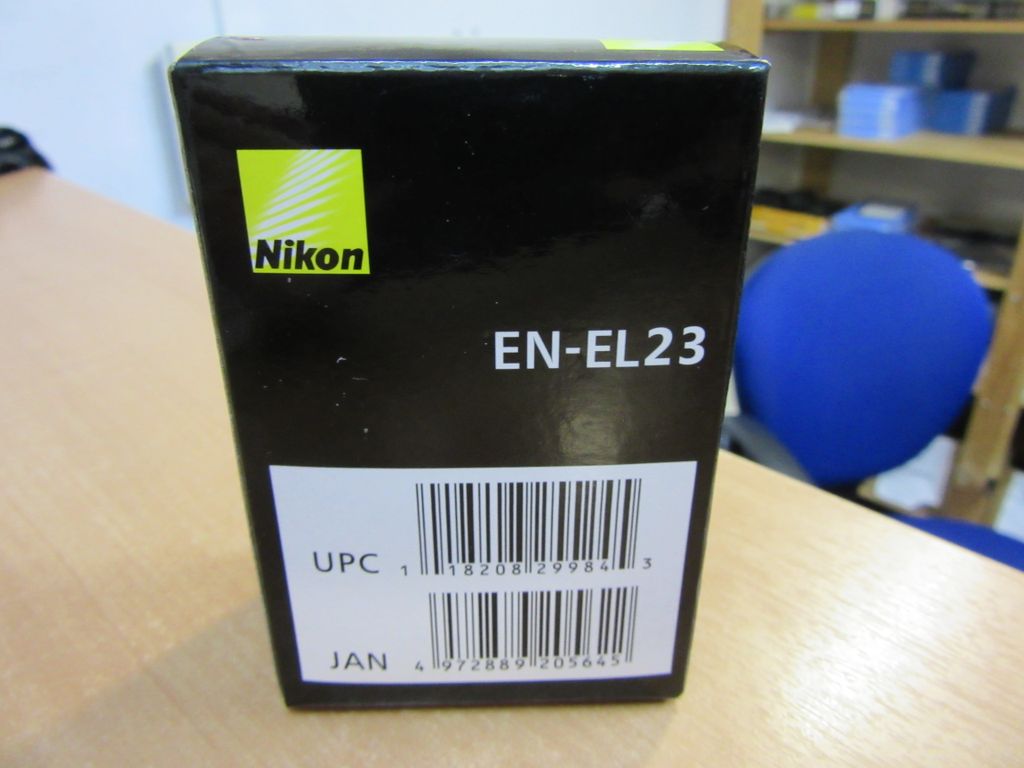 Nikon
EN-EL23
UPC 1 18208 29984 3
JAN 4 972889 205645